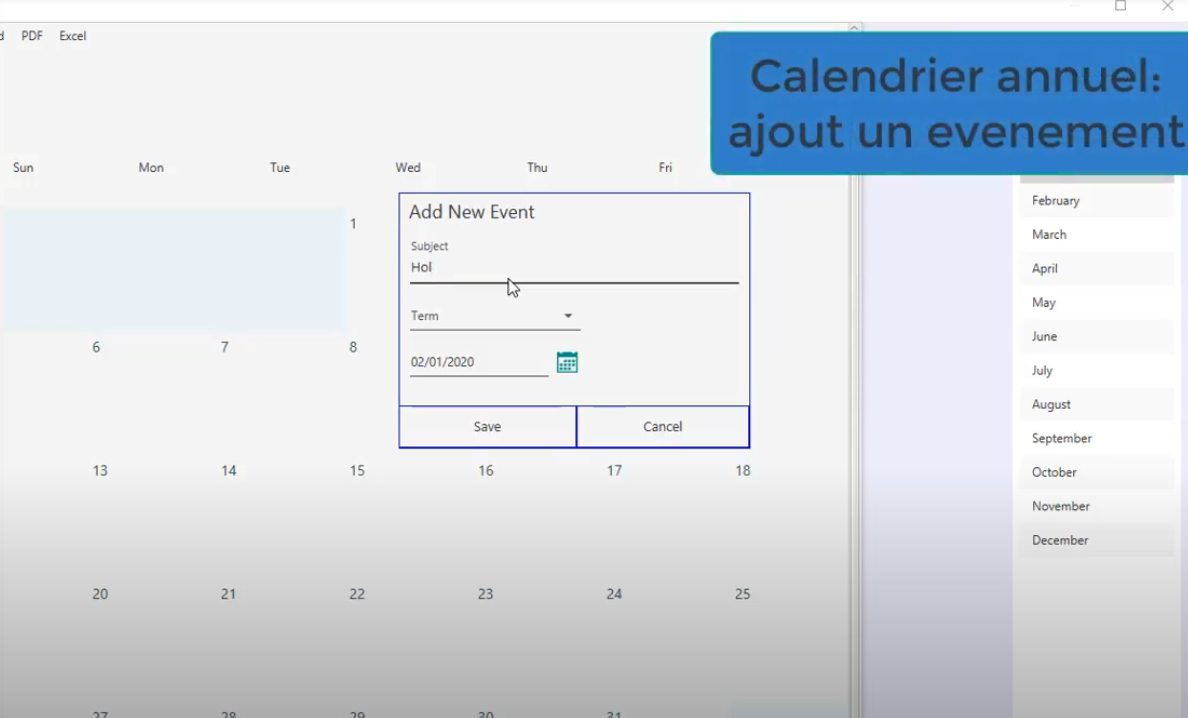 PDF Excel
Calendrier annuel:
ajout un evenement
Sun Mon Tue Wed Thu Fri
Add New Event
Subject
Hol
Term
02/01/2020
Save Cancel
1
6 7 8
13 14 15 16 17 18
20 21 22 23 24 25
27 28 29 30 31
February
March
April
May
June
July
August
September
October
November
December